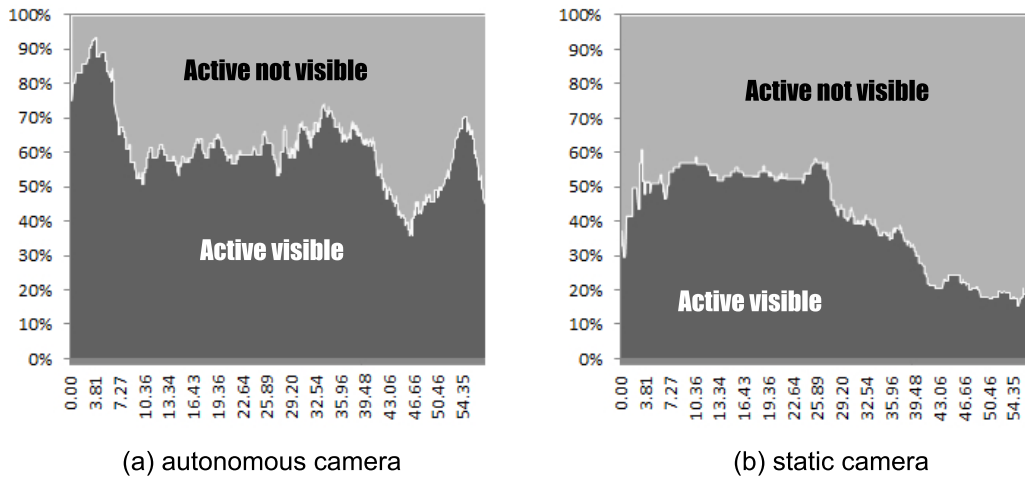 100%
90%
80%
70%
60%
50%
40%
30%
20%
10%
0%
Active not visible
Active visible
0.00 3.81 7.27 10.36 13.34 16.43 19.36 22.64 25.89 29.20 32.54 35.96 39.48 43.06 46.66 50.46 54.35
(a) autonomous camera
100%
90%
80%
70%
60%
50%
40%
30%
20%
10%
0%
Active not visible
Active visible
0.00 3.81 7.27 10.36 13.34 16.43 19.36 22.64 25.89 29.20 32.54 35.96 39.48 43.06 46.66 50.46 54.35
(b) static camera